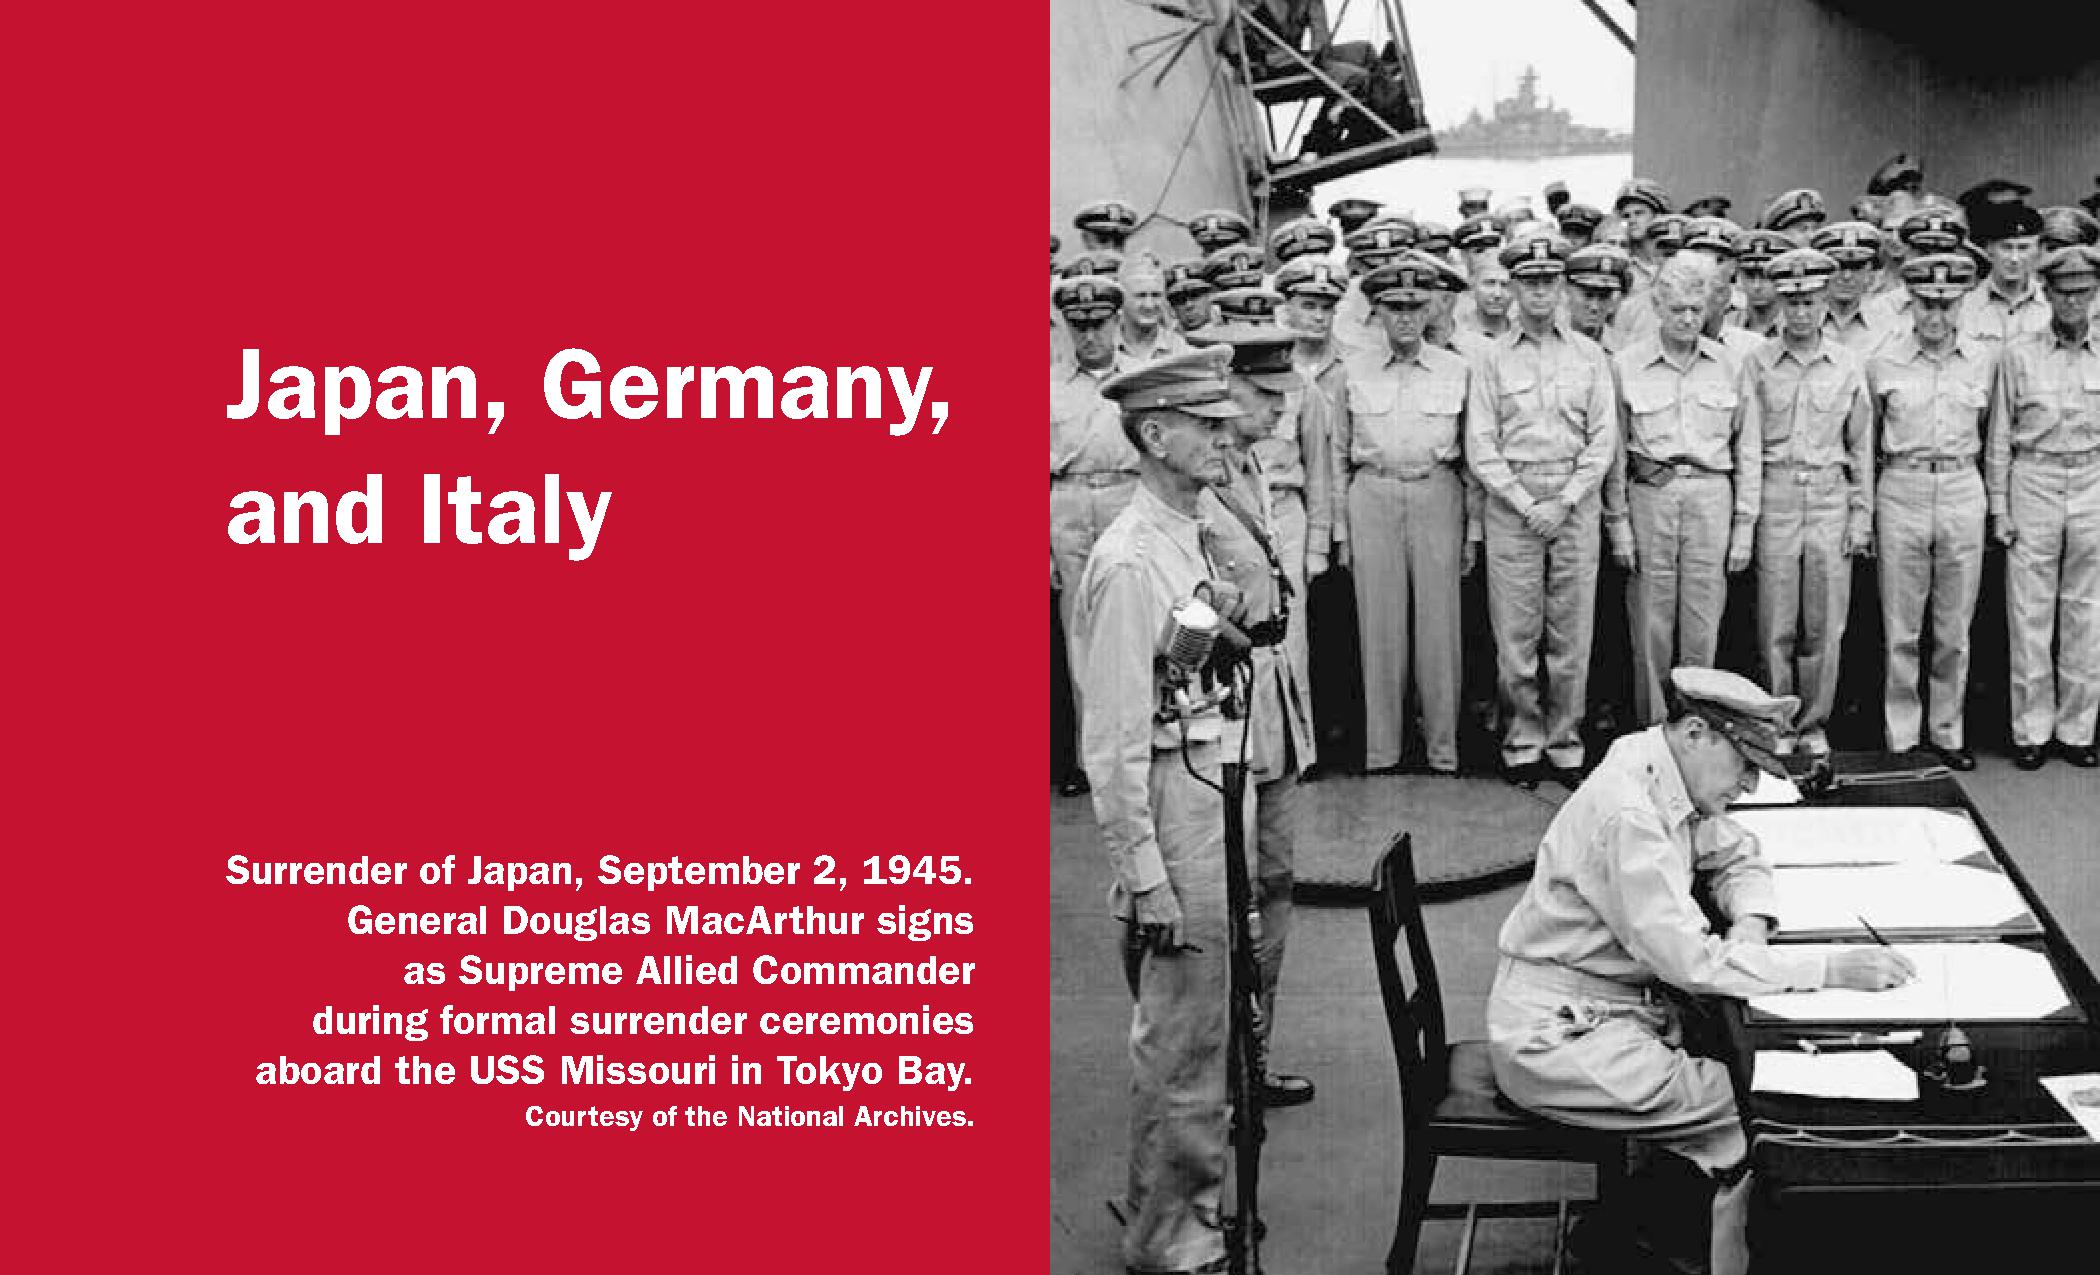 Japan, Germany,
and Italy
Surrender of Japan, September 2, 1945.
General Douglas MacArthur signs
as Supreme Allied Commander
during formal surrender ceremonies
aboard the USS Missouri in Tokyo Bay.
Courtesy of the National Archives.